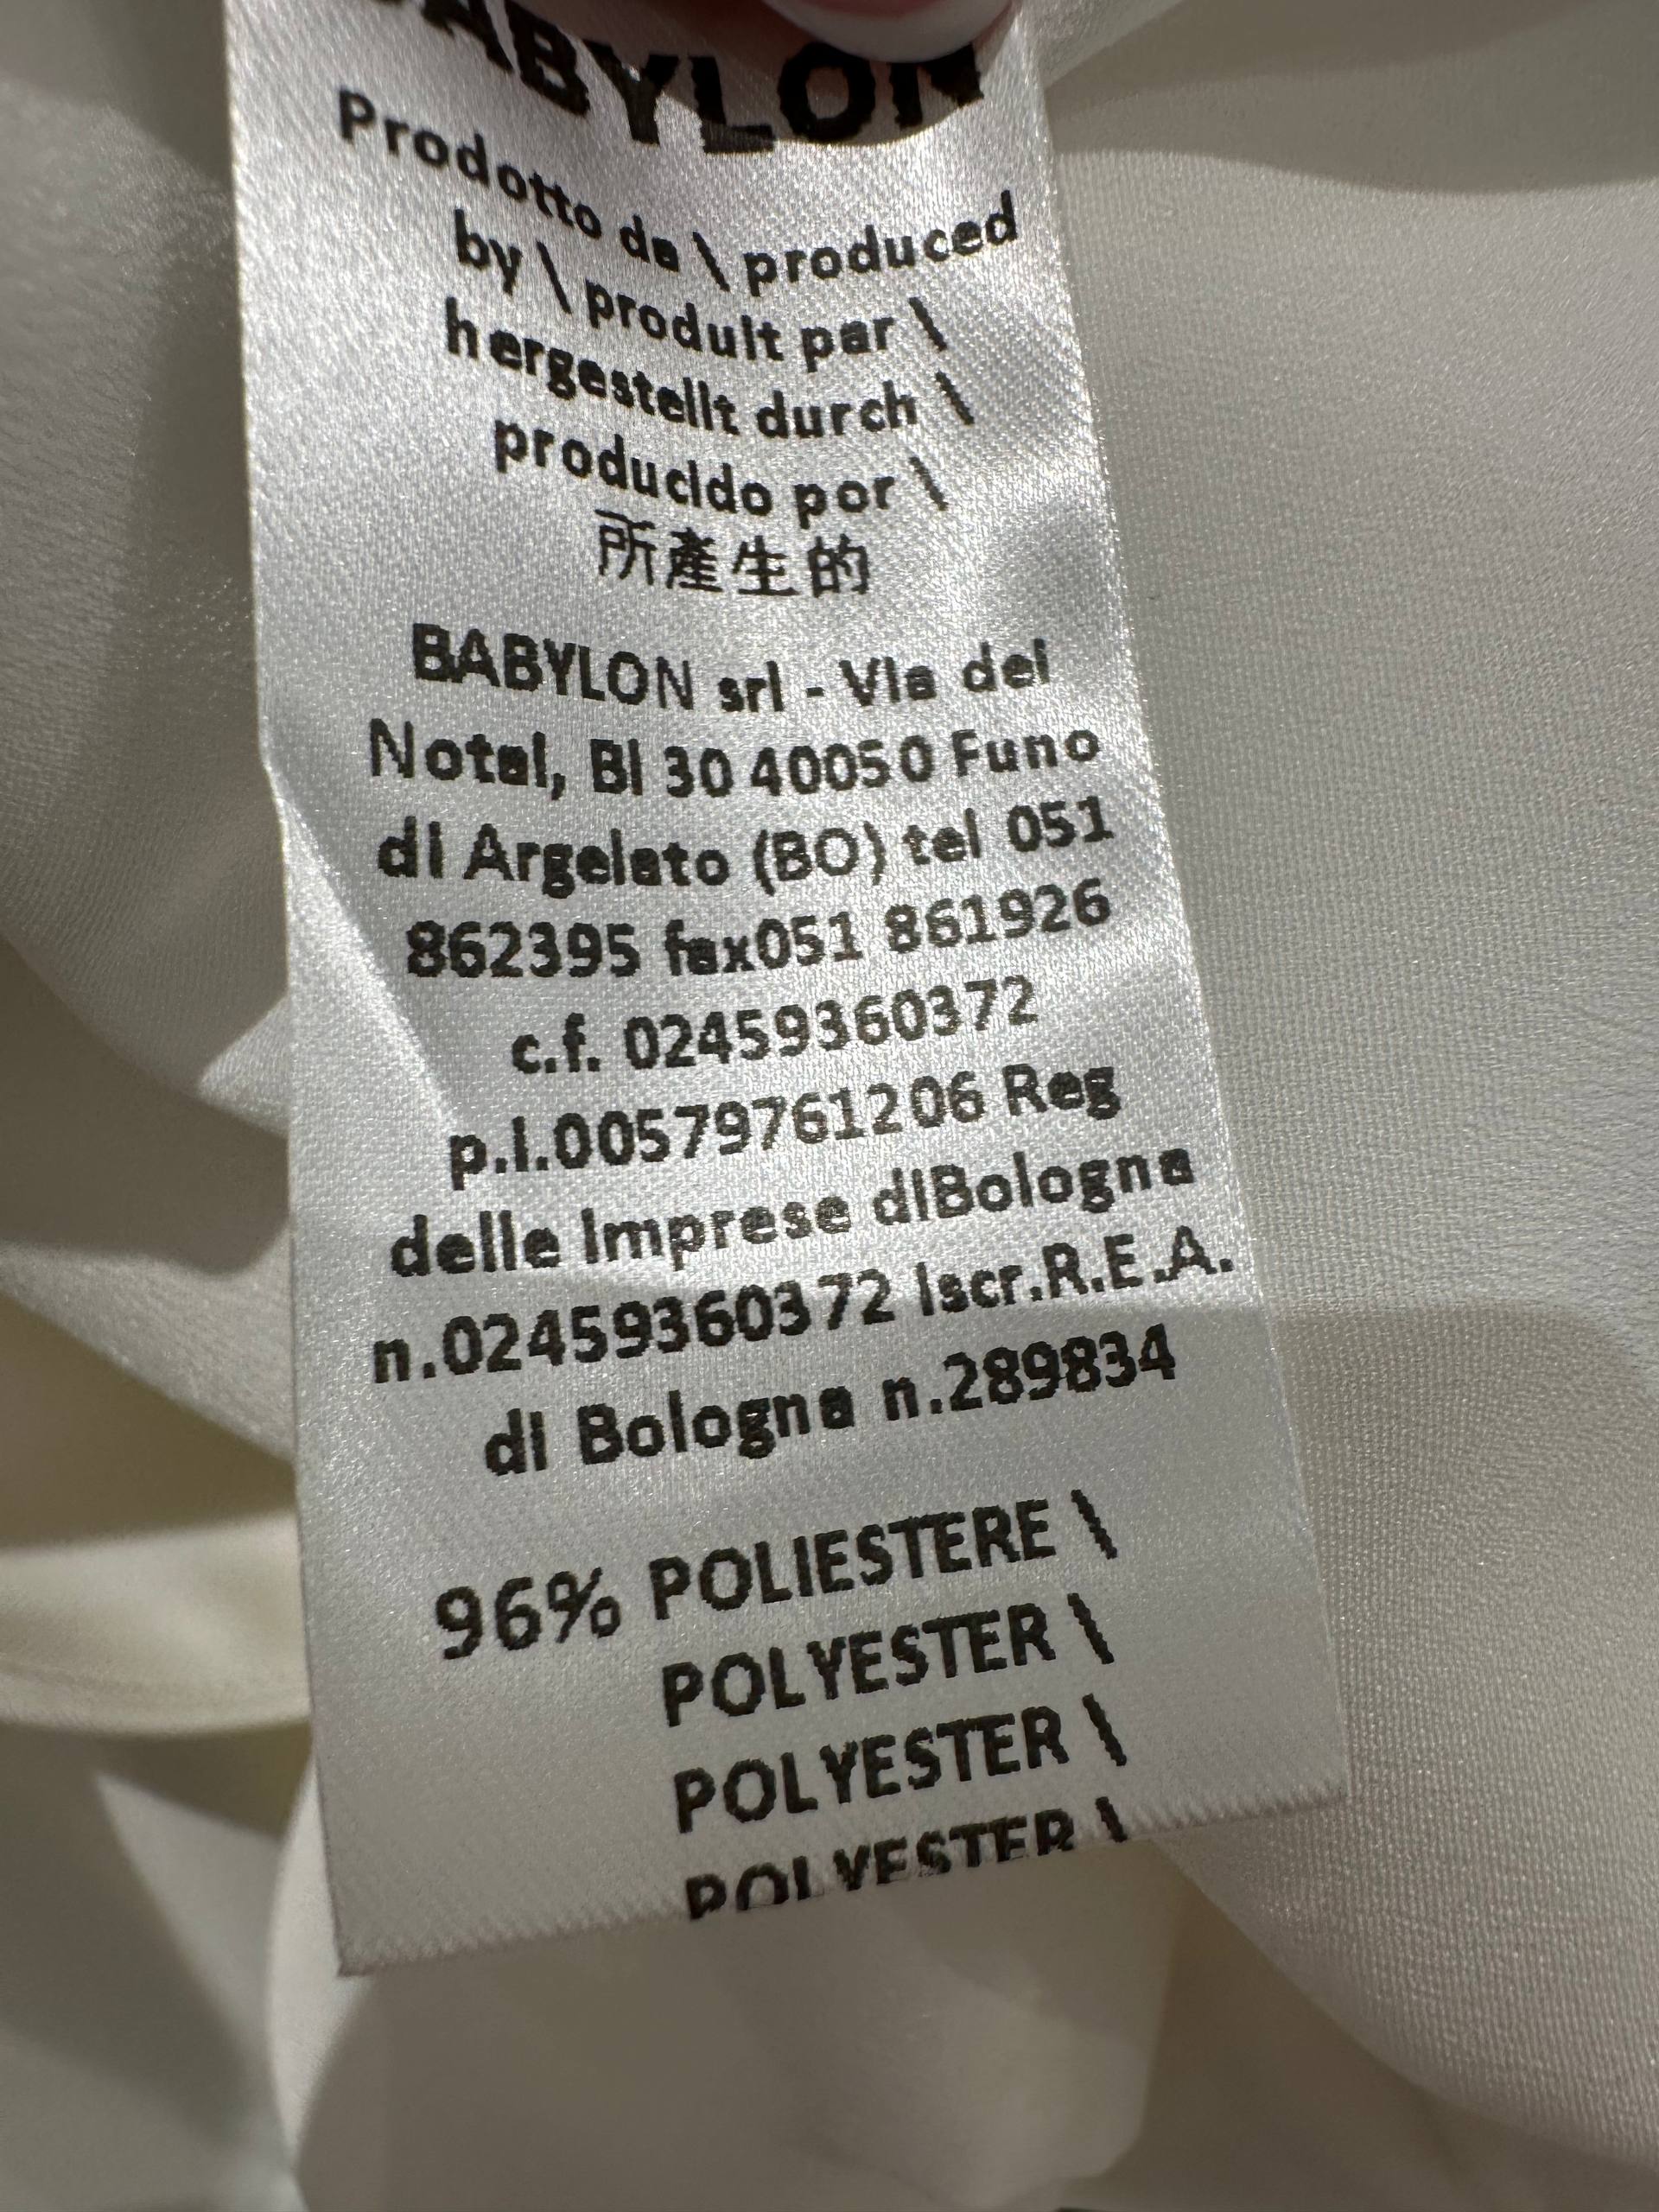 BABYLON
Prodotto da \ produced
by \ produit par \
hergestellt durch \
producido por \
所產生的
BABYLON srl - Via dei
Notai, Bl 30 40050 Funo
di Argelato (BO) tel 051
862395 fax051 861926
c.f. 02459360372
p.i.00579761206 Reg
delle Imprese diBologna
n.02459360372 Iscr.R.E.A.
di Bologna n.289834
96% POLIESTERE \
POLYESTER \
POLYESTER \
POLYESTER \